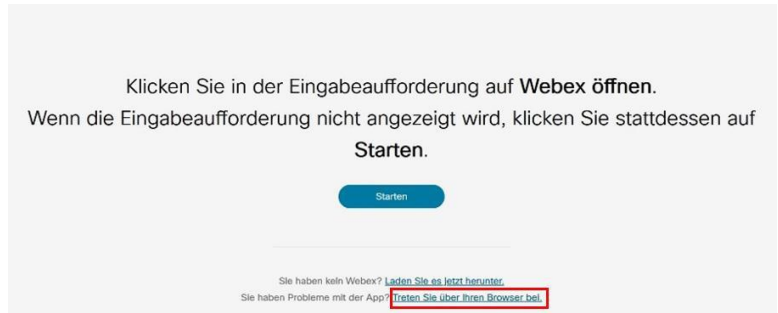 Klicken Sie in der Eingabeaufforderung auf Webex öffnen.
Wenn die Eingabeaufforderung nicht angezeigt wird, klicken Sie stattdessen auf
Starten.
Starten
Sie haben kein Webex? Laden Sie es jetzt herunter.
Sie haben Probleme mit der App? Treten Sie über Ihren Browser bei.